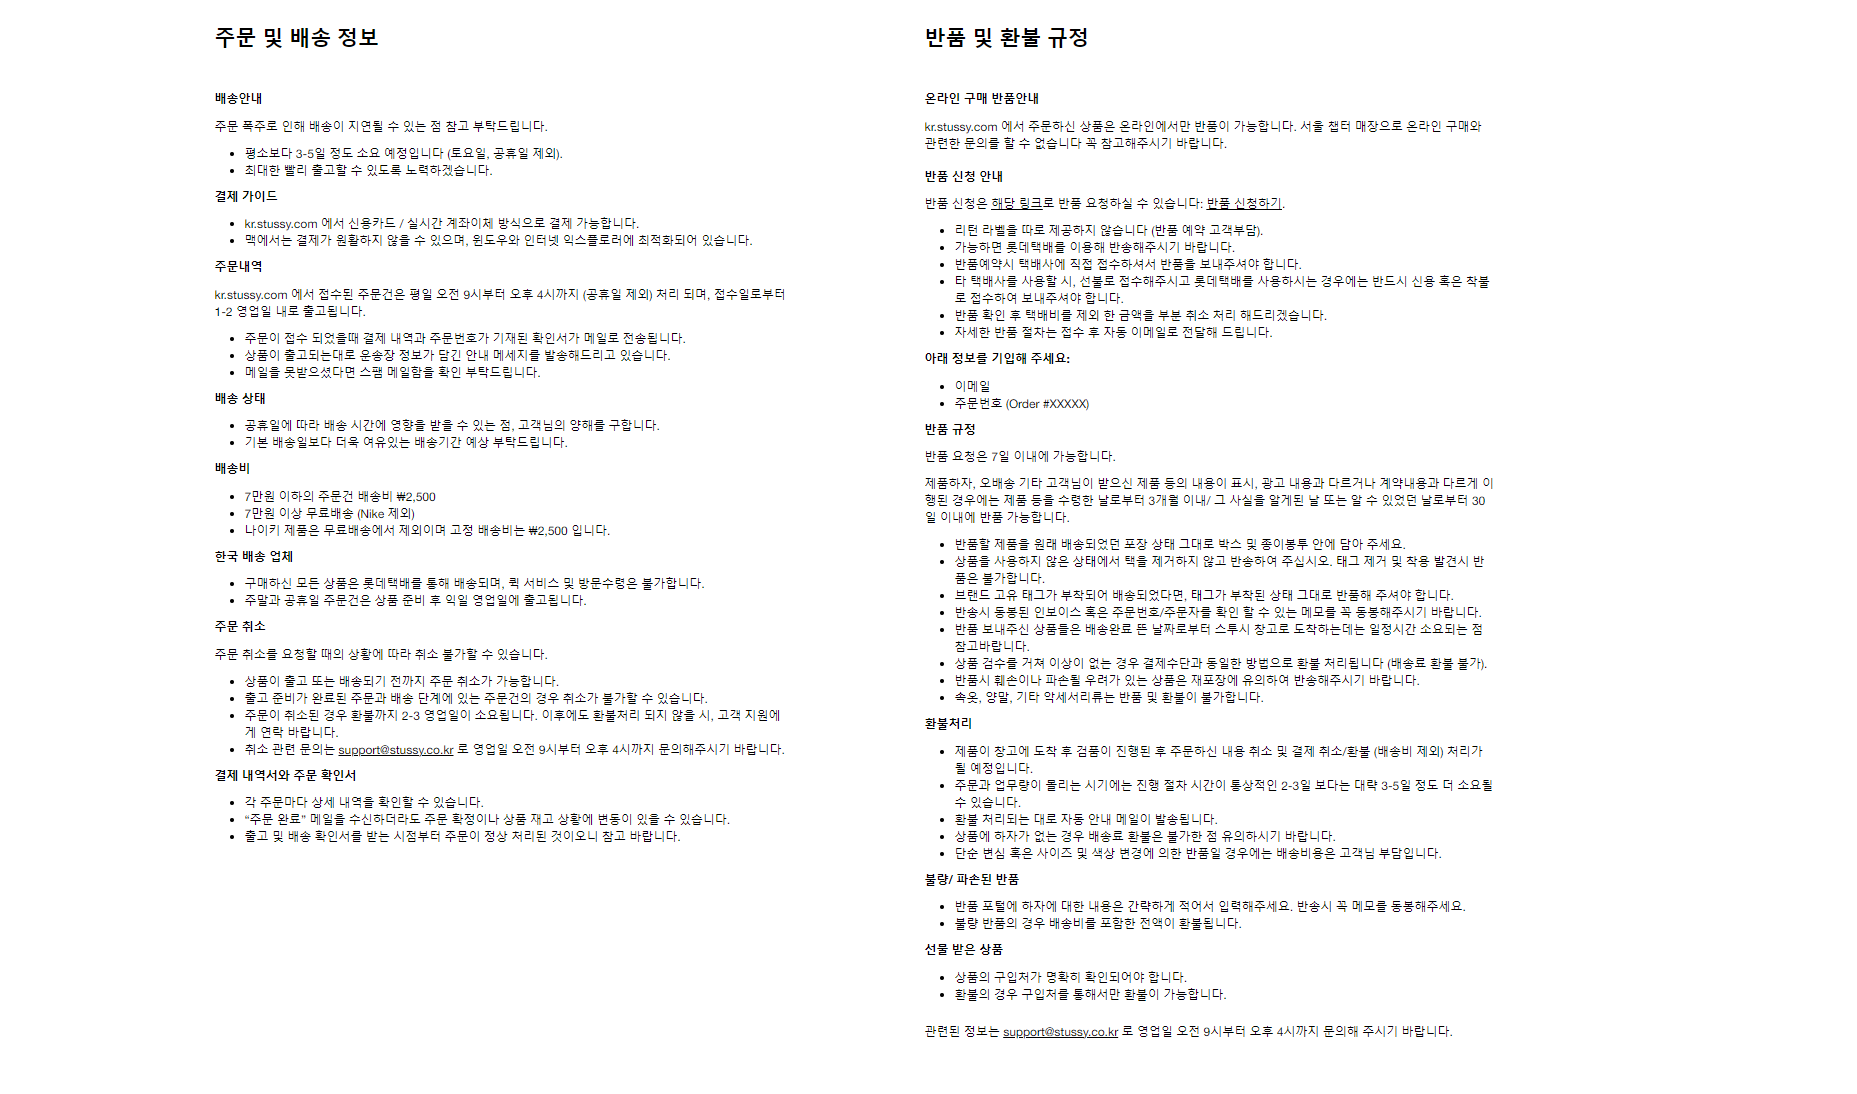 주문 및 배송 정보
배송안내
주문 폭주로 인해 배송이 지연될 수 있는 점 참고 부탁드립니다.
• 평소보다 3-5일 정도 소요 예정입니다 (토요일, 공휴일 제외).
• 최대한 빨리 출고할 수 있도록 노력하겠습니다.
결제 가이드
• kr.stussy.com 에서 신용카드 / 실시간 계좌이체 방식으로 결제 가능합니다.
• 맥에서는 결제가 원활하지 않을 수 있으며, 윈도우와 인터넷 익스플로러에 최적화되어 있습니다.
주문내역
kr.stussy.com 에서 접수된 주문건은 평일 오전 9시부터 오후 4시까지 (공휴일 제외) 처리 되며, 접수일로부터
1-2 영업일 내로 출고됩니다.
• 주문이 접수 되었을때 결제 내역과 주문번호가 기재된 확인서가 메일로 전송됩니다.
• 상품이 출고되는대로 운송장 정보가 담긴 안내 메세지를 발송해드리고 있습니다.
• 메일을 못받으셨다면 스팸 메일함을 확인 부탁드립니다.
배송 상태
• 공휴일에 따라 배송 시간에 영향을 받을 수 있는 점, 고객님의 양해를 구합니다.
• 기본 배송일보다 더욱 여유있는 배송기간 예상 부탁드립니다.
배송비
• 7만원 이하의 주문건 배송비 ₩2,500
• 7만원 이상 무료배송 (Nike 제외)
• 나이키 제품은 무료배송에서 제외이며 고정 배송비는 ₩2,500 입니다.
한국 배송 업체
• 구매하신 모든 상품은 롯데택배를 통해 배송되며, 퀵 서비스 및 방문수령은 불가합니다.
• 주말과 공휴일 주문건은 상품 준비 후 익일 영업일에 출고됩니다.
주문 취소
주문 취소를 요청할 때의 상황에 따라 취소 불가할 수 있습니다.
• 상품이 출고 또는 배송되기 전까지 주문 취소가 가능합니다.
• 출고 준비가 완료된 주문과 배송 단계에 있는 주문건의 경우 취소가 불가할 수 있습니다.
• 주문이 취소된 경우 환불까지 2-3 영업일이 소요됩니다. 이후에도 환불처리 되지 않을 시, 고객 지원에
게 연락 바랍니다.
• 취소 관련 문의는 support@stussy.co.kr 로 영업일 오전 9시부터 오후 4시까지 문의해주시기 바랍니다.
결제 내역서와 주문 확인서
• 각 주문마다 상세 내역을 확인할 수 있습니다.
• “주문 완료” 메일을 수신하더라도 주문 확정이나 상품 재고 상황에 변동이 있을 수 있습니다.
• 출고 및 배송 확인서를 받는 시점부터 주문이 정상 처리된 것이오니 참고 바랍니다.
반품 및 환불 규정
온라인 구매 반품안내
kr.stussy.com 에서 주문하신 상품은 온라인에서만 반품이 가능합니다. 서울 챕터 매장으로 온라인 구매와
관련한 문의를 할 수 없습니다 꼭 참고해주시기 바랍니다.
반품 신청 안내
반품 신청은 해당 링크로 반품 요청하실 수 있습니다: 반품 신청하기.
• 리턴 라벨을 따로 제공하지 않습니다 (반품 예약 고객부담).
• 가능하면 롯데택배를 이용해 반송해주시기 바랍니다.
• 반품예약시 택배사에 직접 접수하셔서 반품을 보내주셔야 합니다.
• 타 택배사를 사용할 시, 선불로 접수해주시고 롯데택배를 사용하시는 경우에는 반드시 신용 혹은 착불
로 접수하여 보내주셔야 합니다.
• 반품 확인 후 택배비를 제외 한 금액을 부분 취소 처리 해드리겠습니다.
• 자세한 반품 절차는 접수 후 자동 이메일로 전달해 드립니다.
아래 정보를 기입해 주세요:
• 이메일
• 주문번호 (Order #XXXXX)
반품 규정
반품 요청은 7일 이내에 가능합니다.
제품하자, 오배송 기타 고객님이 받으신 제품 등의 내용이 표시, 광고 내용과 다르거나 계약내용과 다르게 이
행된 경우에는 제품 등을 수령한 날로부터 3개월 이내/ 그 사실을 알게된 날 또는 알 수 있었던 날로부터 30
일 이내에 반품 가능합니다.
• 반품할 제품을 원래 배송되었던 포장 상태 그대로 박스 및 종이봉투 안에 담아 주세요.
• 상품을 사용하지 않은 상태에서 택을 제거하지 않고 반송하여 주십시오. 태그 제거 및 착용 발견시 반
품은 불가합니다.
• 브랜드 고유 태그가 부착되어 배송되었다면, 태그가 부착된 상태 그대로 반품해 주셔야 합니다.
• 반송시 동봉된 인보이스 혹은 주문번호/주문자를 확인 할 수 있는 메모를 꼭 동봉해주시기 바랍니다.
• 반품 보내주신 상품들은 배송완료 뜬 날짜로부터 스투시 창고로 도착하는데는 일정시간 소요되는 점
참고바랍니다.
• 상품 검수를 거쳐 이상이 없는 경우 결제수단과 동일한 방법으로 환불 처리됩니다 (배송료 환불 불가).
• 반품시 훼손이나 파손될 우려가 있는 상품은 재포장에 유의하여 반송해주시기 바랍니다.
• 속옷, 양말, 기타 악세서리류는 반품 및 환불이 불가합니다.
환불처리
• 제품이 창고에 도착 후 검품이 진행된 후 주문하신 내용 취소 및 결제 취소/환불 (배송비 제외) 처리가
될 예정입니다.
• 주문과 업무량이 몰리는 시기에는 진행 절차 시간이 통상적인 2-3일 보다는 대략 3-5일 정도 더 소요될
수 있습니다.
• 환불 처리되는 대로 자동 안내 메일이 발송됩니다.
• 상품에 하자가 없는 경우 배송료 환불은 불가한 점 유의하시기 바랍니다.
• 단순 변심 혹은 사이즈 및 색상 변경에 의한 반품일 경우에는 배송비용은 고객님 부담입니다.
불량/ 파손된 반품
• 반품 포털에 하자에 대한 내용은 간략하게 적어서 입력해주세요. 반송시 꼭 메모를 동봉해주세요.
• 불량 반품의 경우 배송비를 포함한 전액이 환불됩니다.
선물 받은 상품
• 상품의 구입처가 명확히 확인되어야 합니다.
• 환불의 경우 구입처를 통해서만 환불이 가능합니다.
관련된 정보는 support@stussy.co.kr 로 영업일 오전 9시부터 오후 4시까지 문의해 주시기 바랍니다.